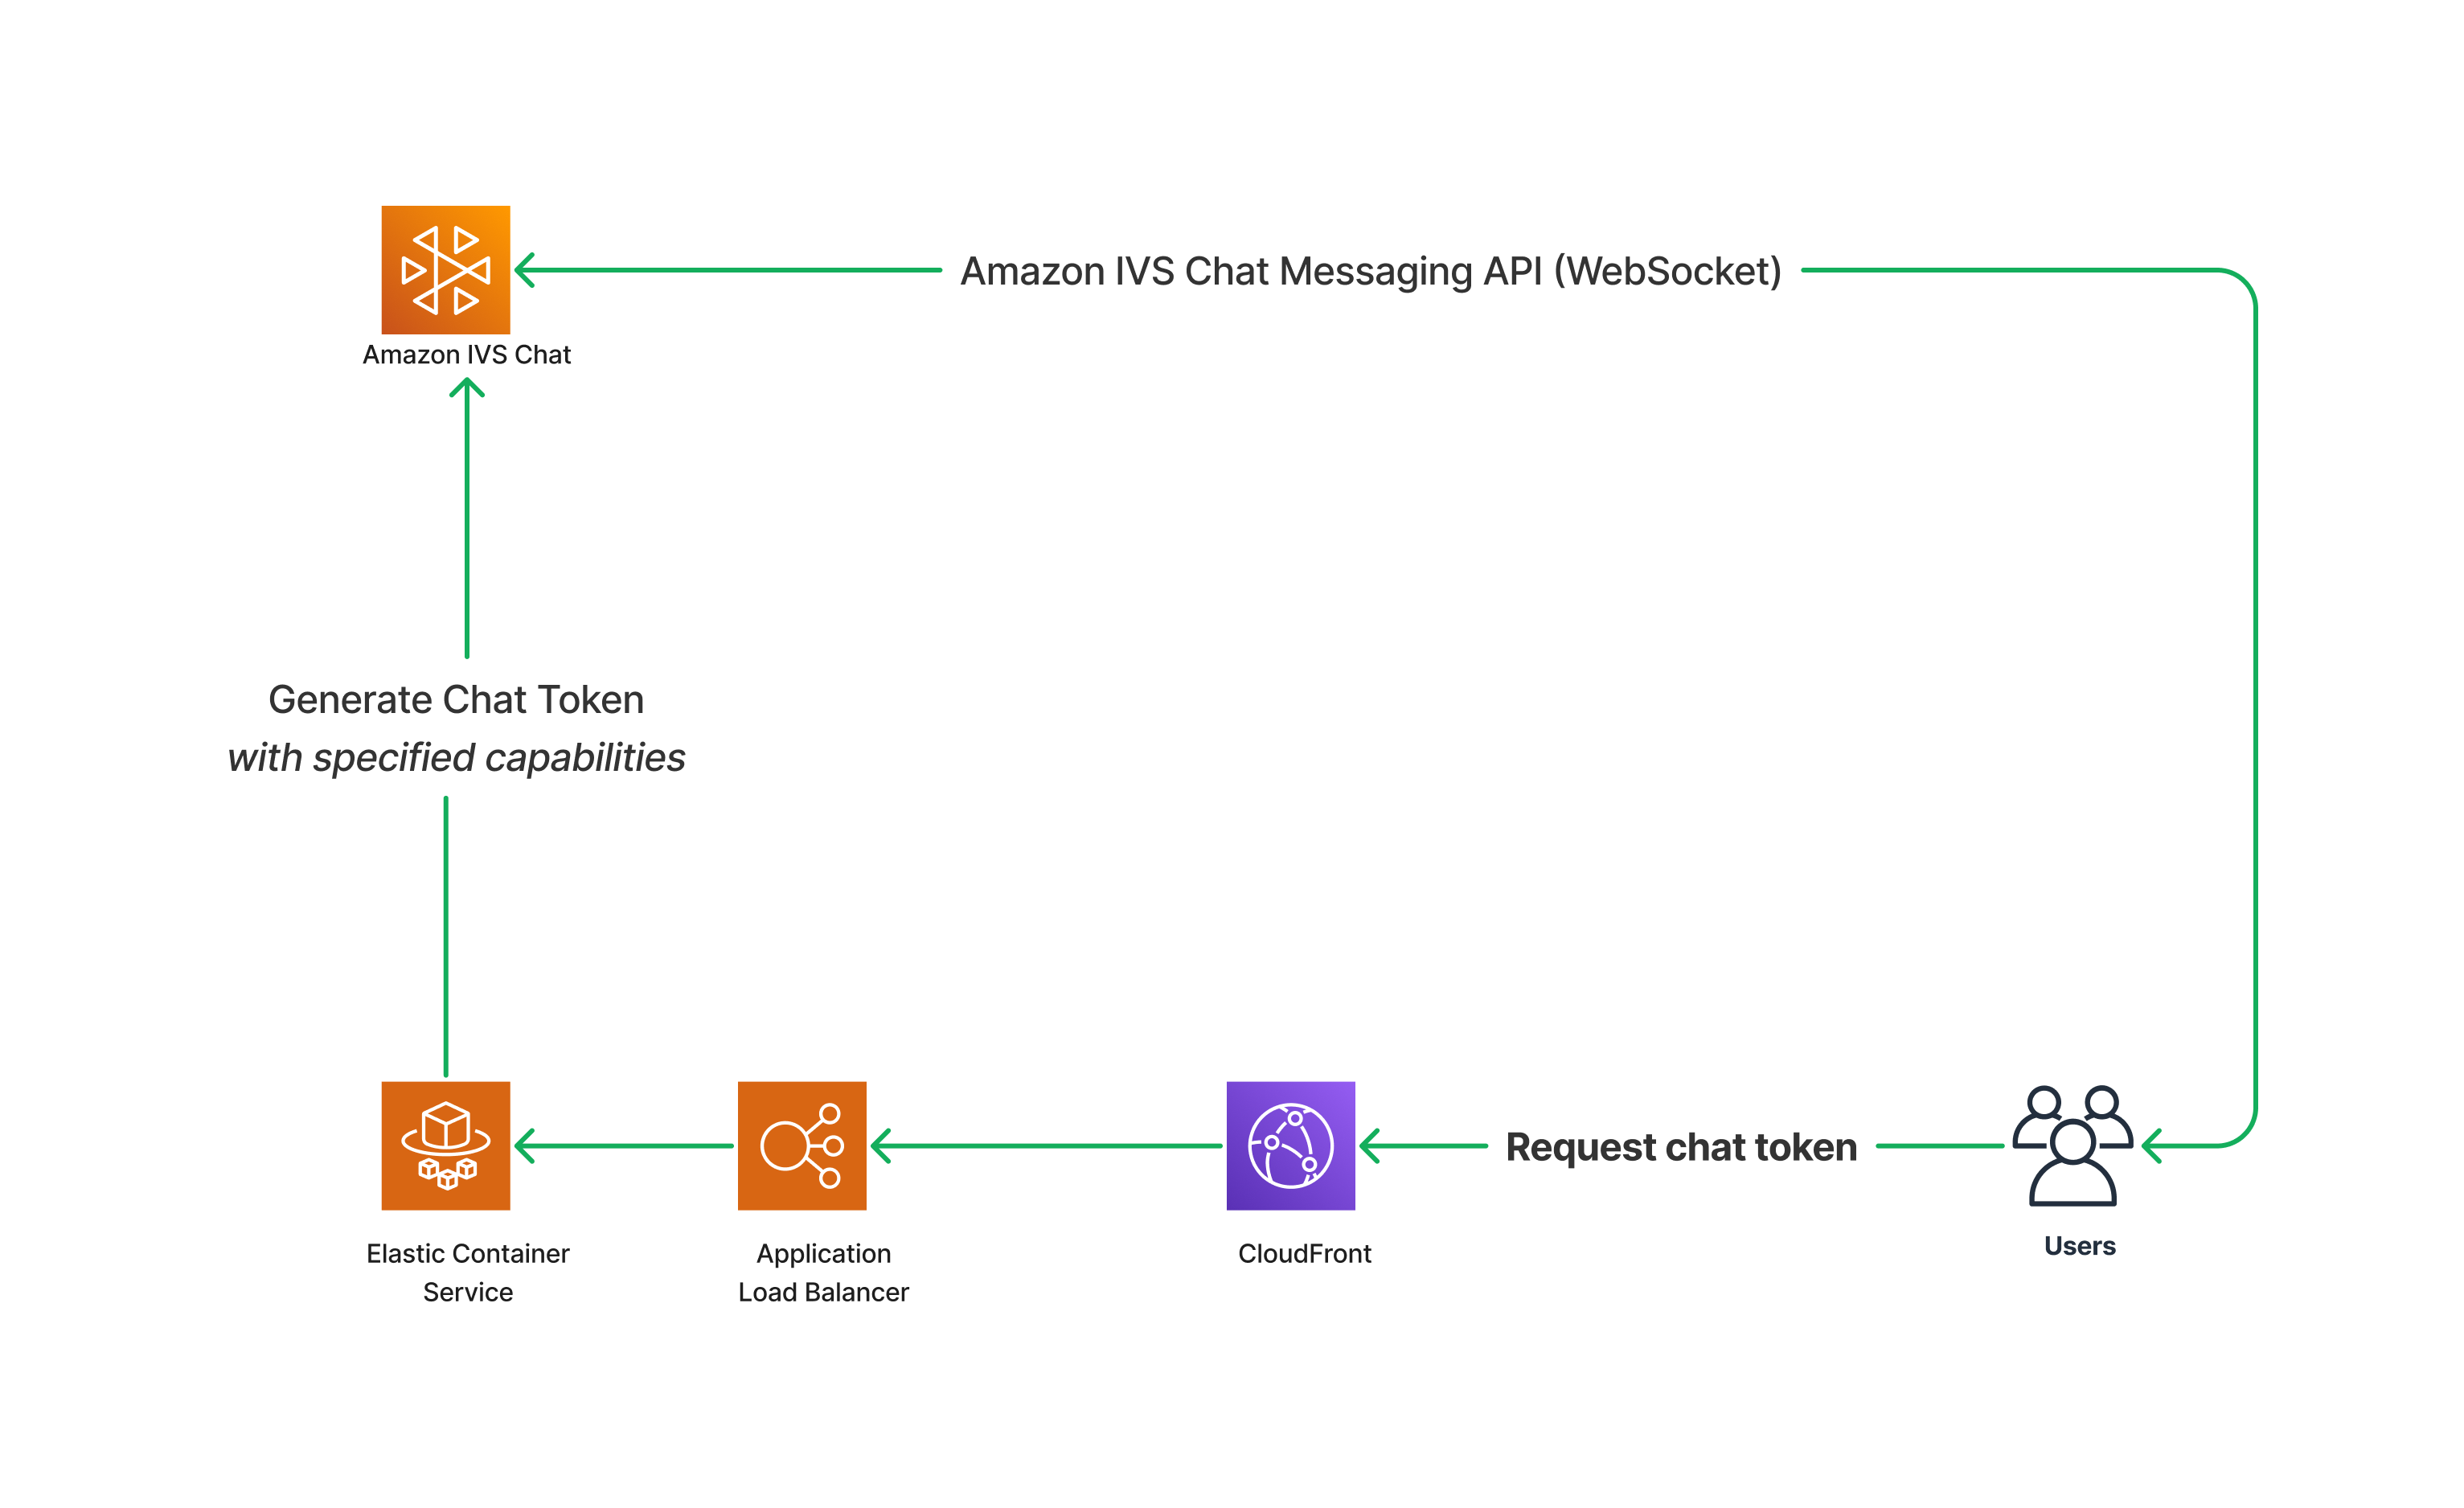 Amazon IVS Chat Messaging API (WebSocket)
Amazon IVS Chat
Generate Chat Token
with specified capabilities
Request chat token
Elastic Container
Service
Application
Load Balancer
CloudFront
Users